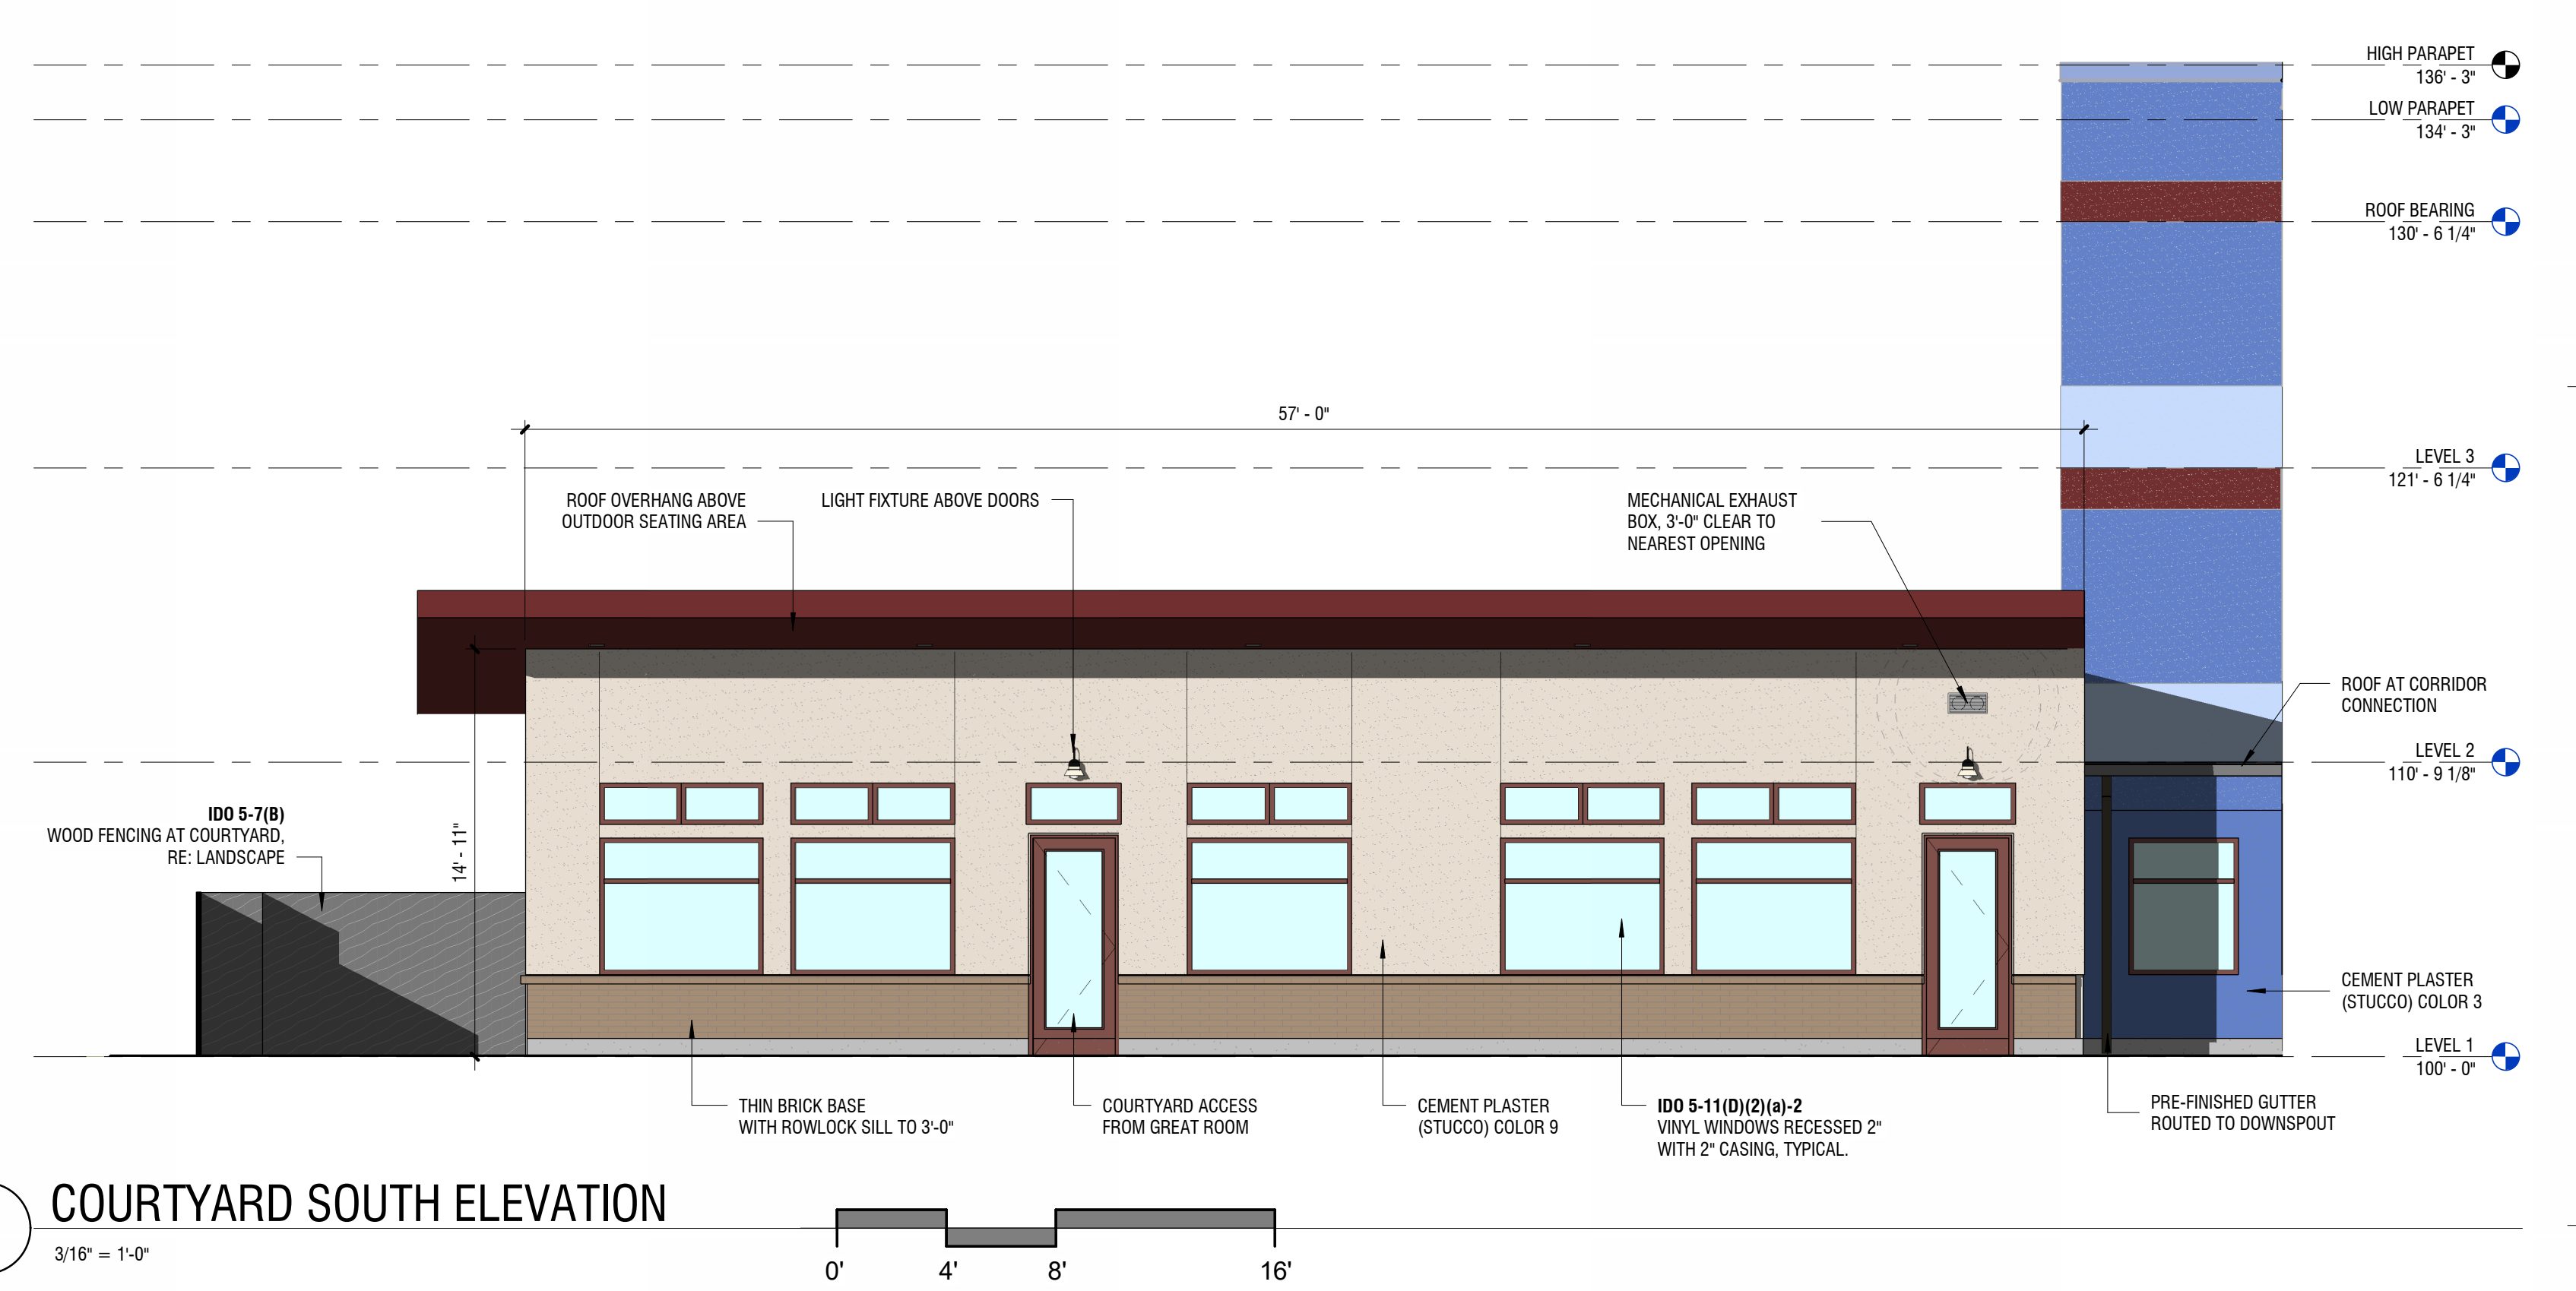 HIGH PARAPET
136' - 3"
LOW PARAPET
134' - 3"
ROOF BEARING
130' - 6 1/4"
57' - 0"
LEVEL 3
121' - 6 1/4"
ROOF OVERHANG ABOVE
OUTDOOR SEATING AREA
LIGHT FIXTURE ABOVE DOORS
MECHANICAL EXHAUST
BOX, 3'-0" CLEAR TO
NEAREST OPENING
ROOF AT CORRIDOR
CONNECTION
LEVEL 2
110' - 9 1/8"
IDO 5-7(B)
WOOD FENCING AT COURTYARD,
RE: LANDSCAPE
14' - 11"
CEMENT PLASTER
(STUCCO) COLOR 3
LEVEL 1
100' - 0"
THIN BRICK BASE
WITH ROWLOCK SILL TO 3'-0"
COURTYARD ACCESS
FROM GREAT ROOM
CEMENT PLASTER
(STUCCO) COLOR 9
IDO 5-11(D)(2)(a)-2
VINYL WINDOWS RECESSED 2"
WITH 2" CASING, TYPICAL.
PRE-FINISHED GUTTER
ROUTED TO DOWNSPOUT
COURTYARD SOUTH ELEVATION
3/16" = 1'-0"
0' 4' 8' 16'